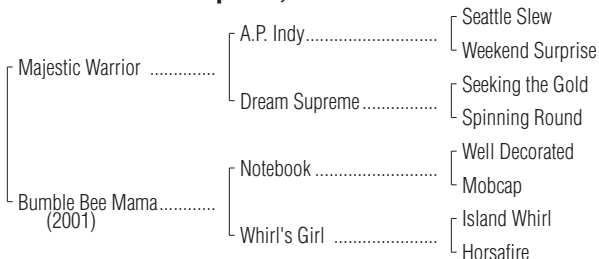 Seattle Slew
A.P. Indy..................................
Weekend Surprise
Majestic Warrior ..............
Seeking the Gold
Dream Supreme..................
Spinning Round
Well Decorated
Notebook ..............................
Mobcap
Bumble Bee Mama............
(2001)
Island Whirl
Whirl's Girl .........................
Horsafire